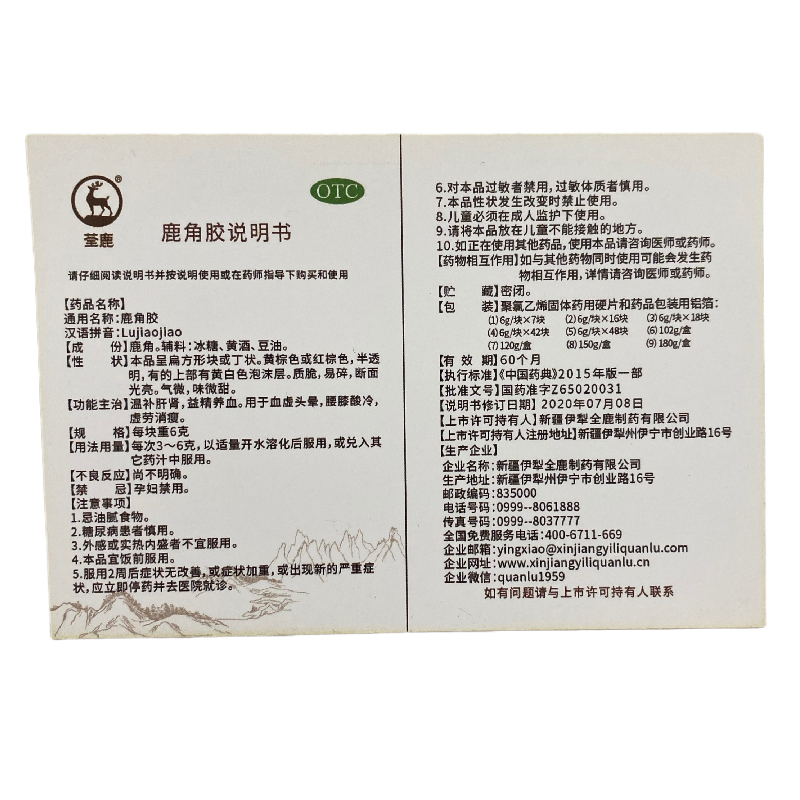 荃鹿
®
OTC
鹿角胶说明书
请仔细阅读说明书并按说明使用或在药师指导下购买和使用
【药品名称】
通用名称:鹿角胶
汉语拼音:Lujiaojiao
【成 份】鹿角。辅料:冰糖、黄酒、豆油。
【性 状】本品呈扁方形块或丁状。黄棕色或红棕色,半透
明,有的上部有黄白色泡沫层。质脆,易碎,断面
光亮。气微,味微甜。
【功能主治】温补肝肾,益精养血。用于血虚头晕,腰膝酸冷,
虚劳消瘦。
【规 格】每块重6克
【用法用量】每次3~6克,以适量开水溶化后服用,或兑入其
它药汁中服用。
【不良反应】尚不明确。
【禁 忌】孕妇禁用。
【注意事项】
1.忌油腻食物。
2.糖尿病患者慎用。
3.外感或实热内盛者不宜服用。
4.本品宜饭前服用。
5.服用2周后症状无改善,或症状加重,或出现新的严重症
状,应立即停药并去医院就诊。
6.对本品过敏者禁用,过敏体质者慎用。
7.本品性状发生改变时禁止使用。
8.儿童必须在成人监护下使用。
9.请将本品放在儿童不能接触的地方。
10.如正在使用其他药品,使用本品请咨询医师或药师。
【药物相互作用】如与其他药物同时使用可能会发生药
物相互作用,详情请咨询医师或药师。
【贮 藏】密闭。
【包 装】聚氯乙烯固体药用硬片和药品包装用铝箔:
(1)6g/块×7块 (2)6g/块×16块 (3)6g/块×18块
(4)6g/块×42块 (5)6g/块×48块 (6)102g/盒
(7)120g/盒 (8)150g/盒 (9)180g/盒
【有 效 期】60个月
【执行标准】《中国药典》2015年版一部
【批准文号】国药准字Z65020031
【说明书修订日期】2020年07月08日
【上市许可持有人】新疆伊犁全鹿制药有限公司
【上市许可持有人注册地址】新疆伊犁州伊宁市创业路16号
【生产企业】
企业名称:新疆伊犁全鹿制药有限公司
生产地址:新疆伊犁州伊宁市创业路16号
邮政编码:835000
电话号码:0999--8061888
传真号码:0999--8037777
全国免费服务电话:400-6711-669
企业邮箱:yingxiao@xinjiangyiliquanlu.com
企业网址:www.xinjiangyiliquanlu.cn
企业微信:quanlu1959
如有问题请与上市许可持有人联系